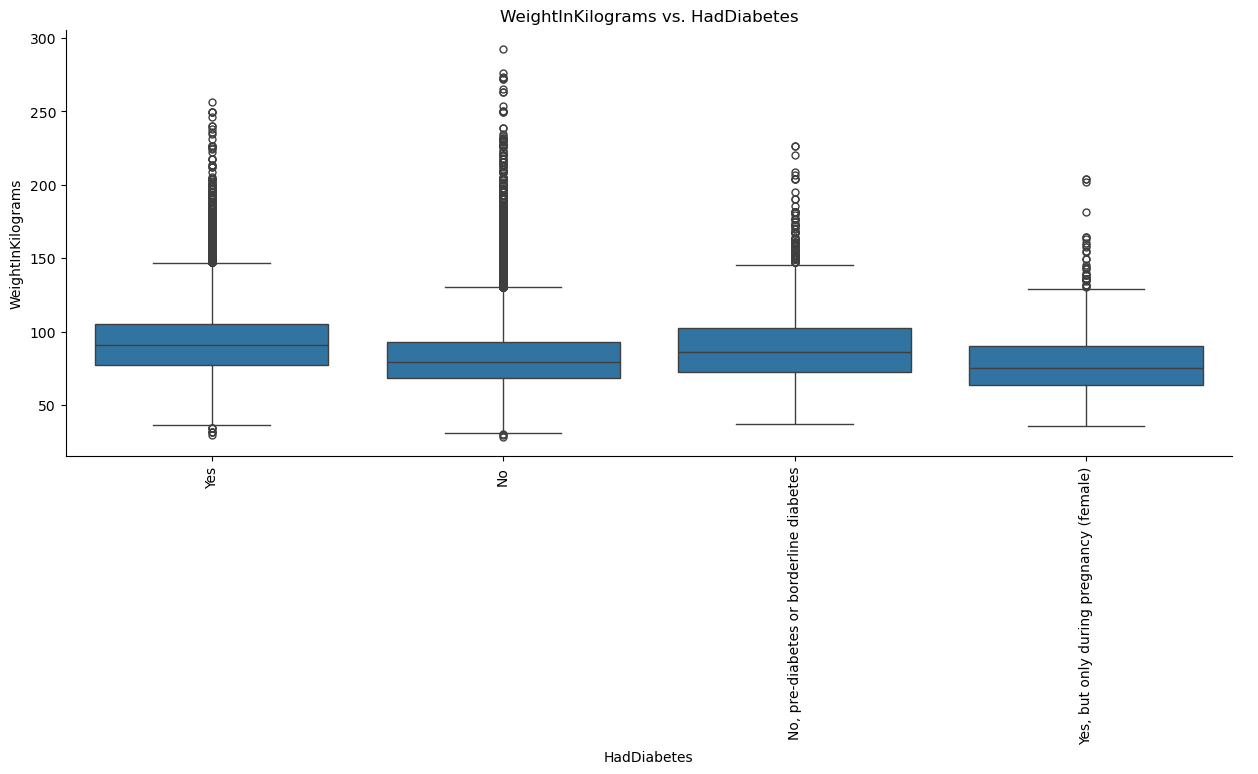 WeightInKilograms vs. HadDiabetes
300
250
200
150
100
50
WeightInKilograms
Yes
No
No, pre-diabetes or borderline diabetes
Yes, but only during pregnancy (female)
HadDiabetes